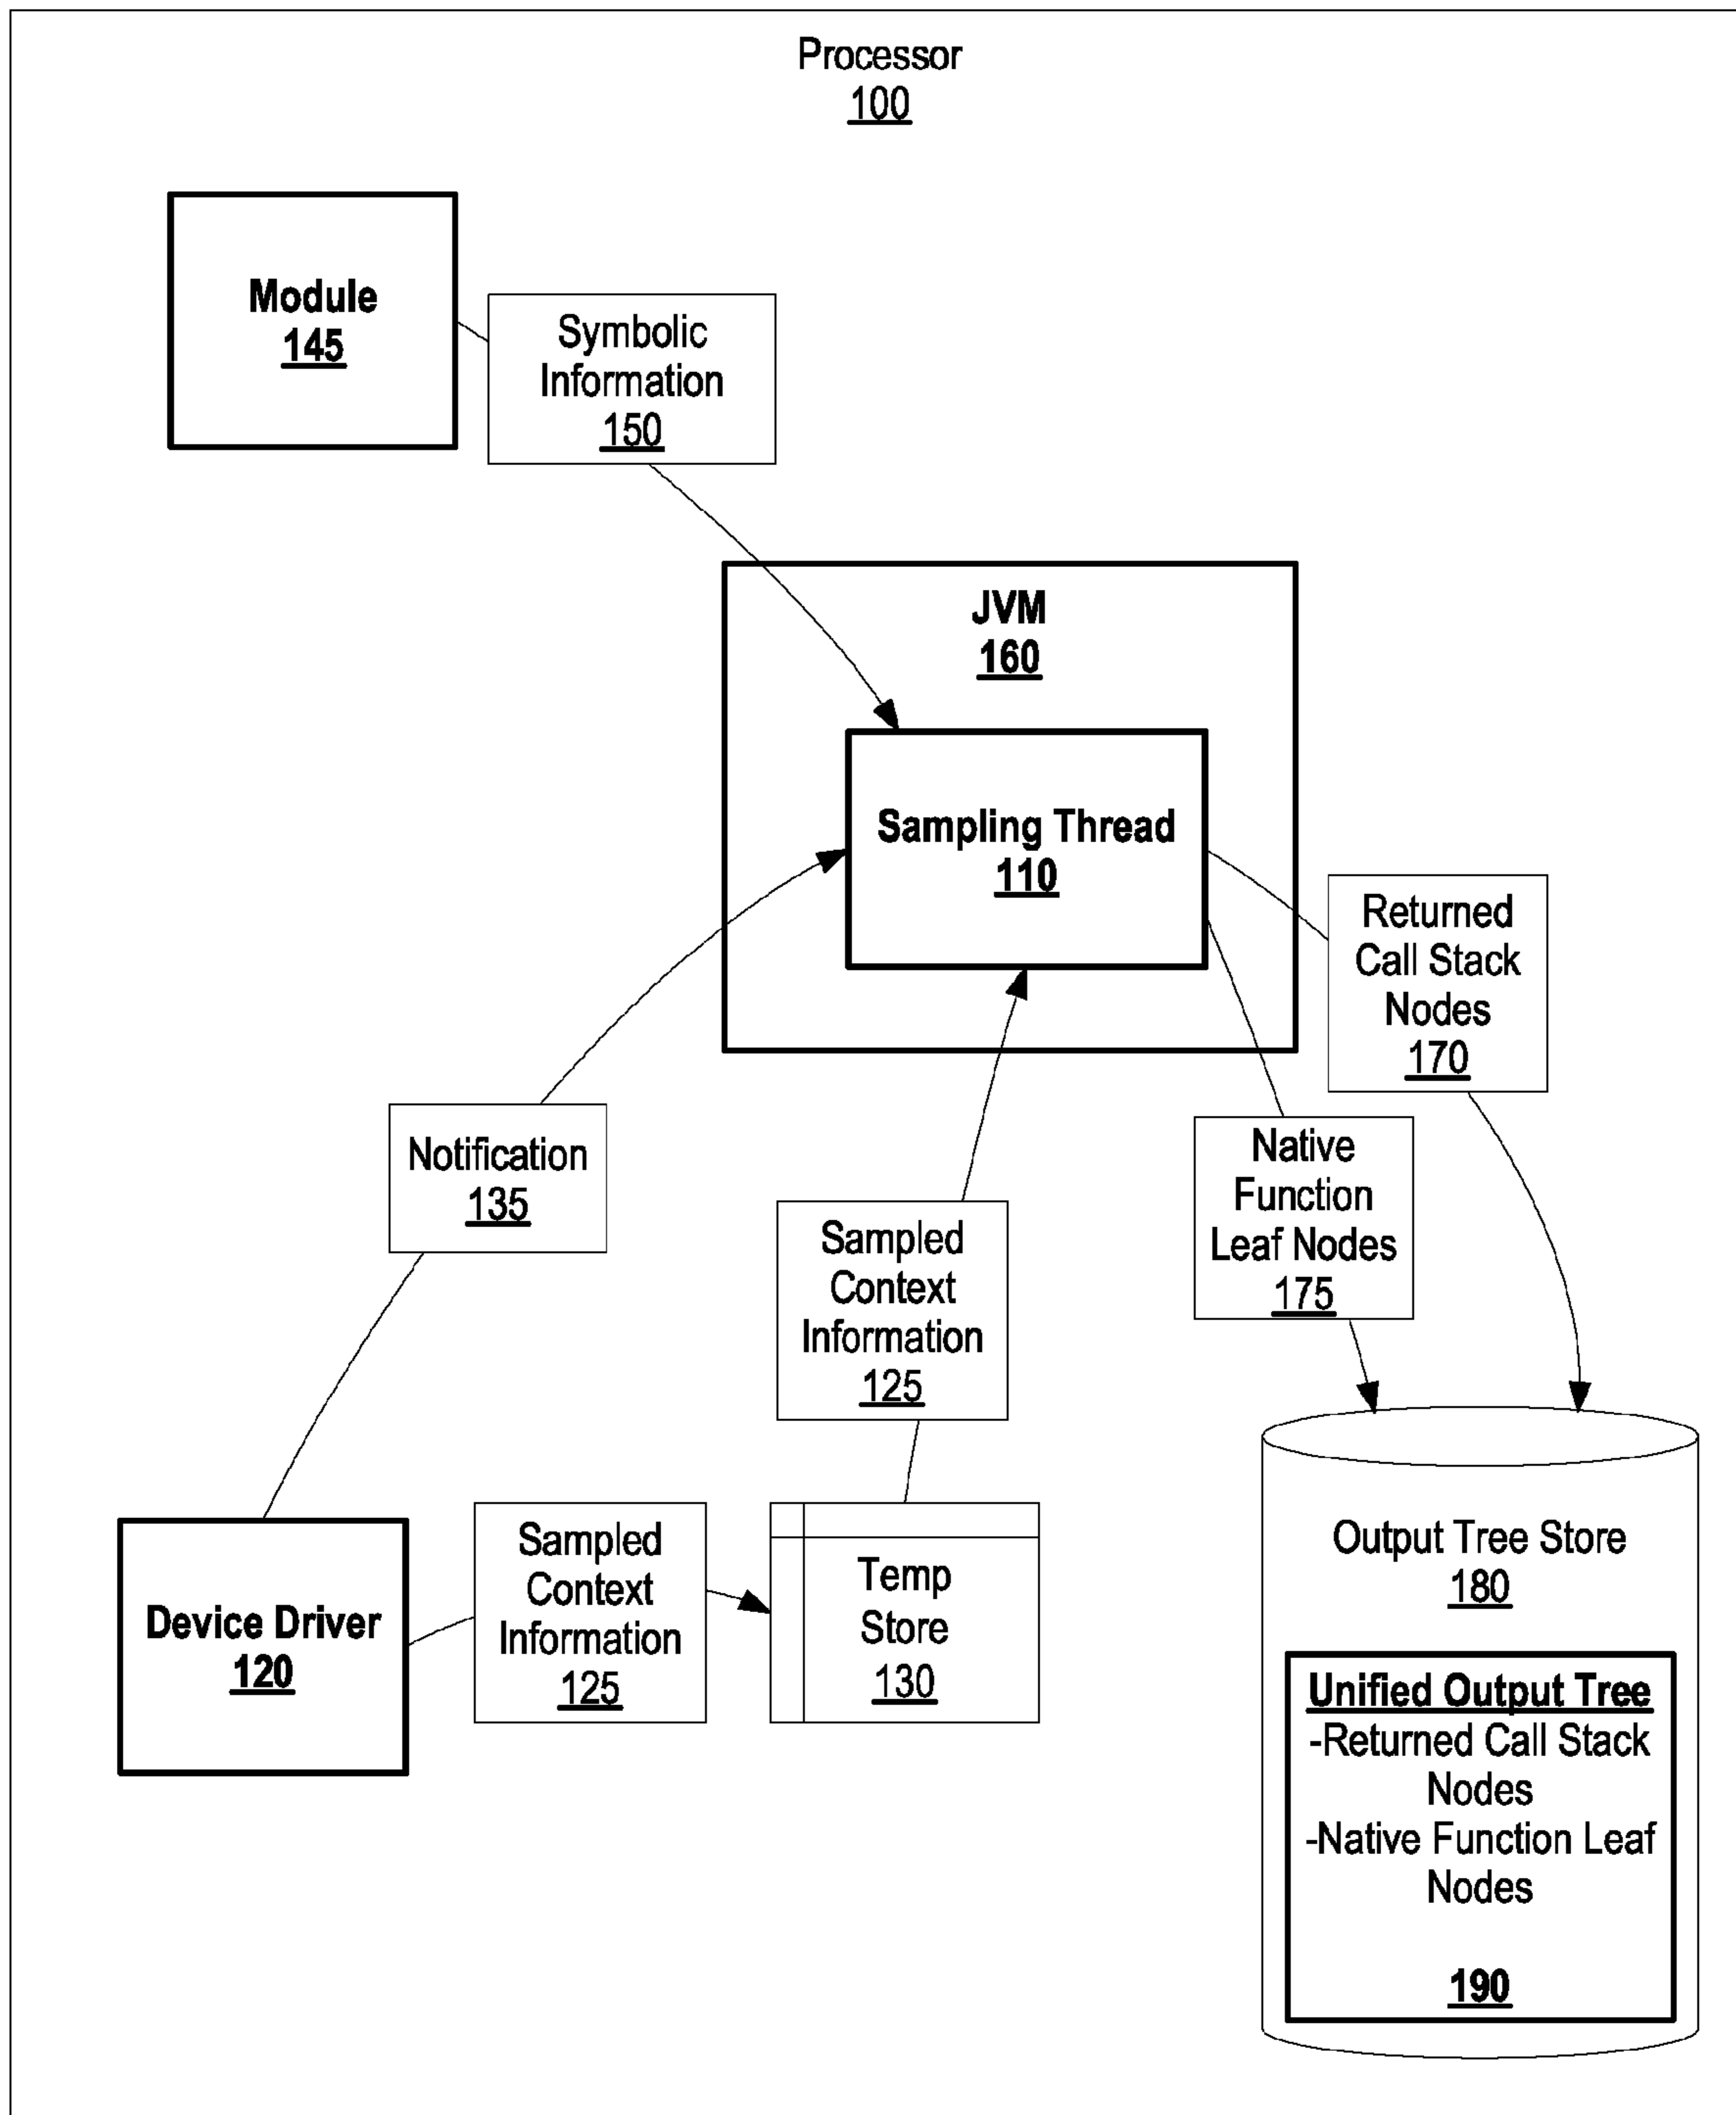 Processor
100
Module
145
Symbolic
Information
150
JVM
160
Sampling Thread
110
Returned
Call Stack
Nodes
170
Notification
135
Native
Function
Leaf Nodes
175
Sampled
Context
Information
125
Device Driver
120
Sampled
Context
Information
125
Temp
Store
130
Output Tree Store
180
Unified Output Tree
-Returned Call Stack
Nodes
-Native Function Leaf
Nodes
190